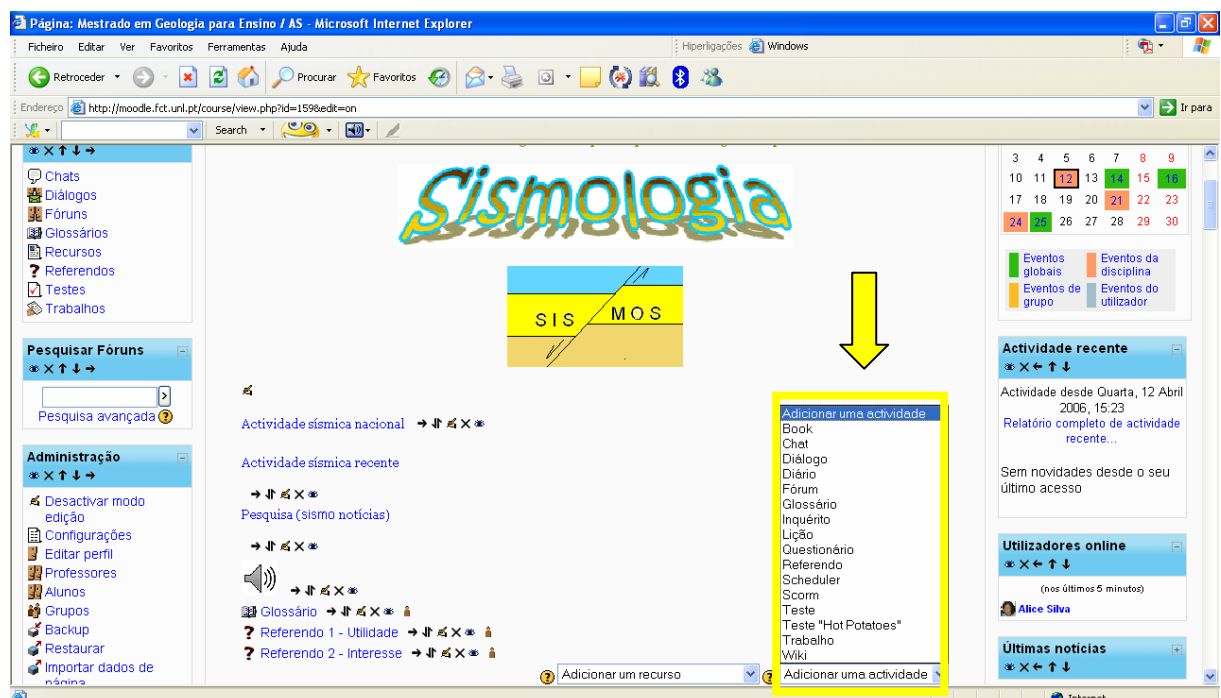 Página: Mestrado em Geologia para Ensino / AS - Microsoft Internet Explorer
Ficheiro Editar Ver Favoritos Ferramentas Ajuda Hiperligações Windows
Retroceder Procurar Favoritos
Endereço http://moodle.fct.unl.pt/course/view.php?id=159&edit=on Ir para
Search
Chats
Diálogos
Fóruns
Glossários
Recursos
Referendos
Testes
Trabalhos
Pesquisar Fóruns
Pesquisa avançada
Administração
Desactivar modo
edição
Configurações
Editar perfil
Professores
Alunos
Grupos
Backup
Restaurar
Importar dados de
página
Sismologia
SIS MOS
Actividade sísmica nacional
Actividade sísmica recente
Pesquisa (sismo notícias)
Glossário
Referendo 1 - Utilidade
Referendo 2 - Interesse
Adicionar um recurso
Adicionar uma actividade
Book
Chat
Diálogo
Diário
Fórum
Glossário
Inquérito
Lição
Questionário
Referendo
Scheduler
Scorm
Teste
Teste "Hot Potatoes"
Trabalho
Wiki
Adicionar uma actividade
3 4 5 6 7 8 9
10 11 12 13 14 15 16
17 18 19 20 21 22 23
24 25 26 27 28 29 30
Eventos globais
Eventos da disciplina
Eventos de grupo
Eventos do utilizador
Actividade recente
Actividade desde Quarta, 12 Abril
2006, 15:23
Relatório completo de actividade
recente...
Sem novidades desde o seu
último acesso
Utilizadores online
(nos últimos 5 minutos)
Alice Silva
Últimas notícias
Internet